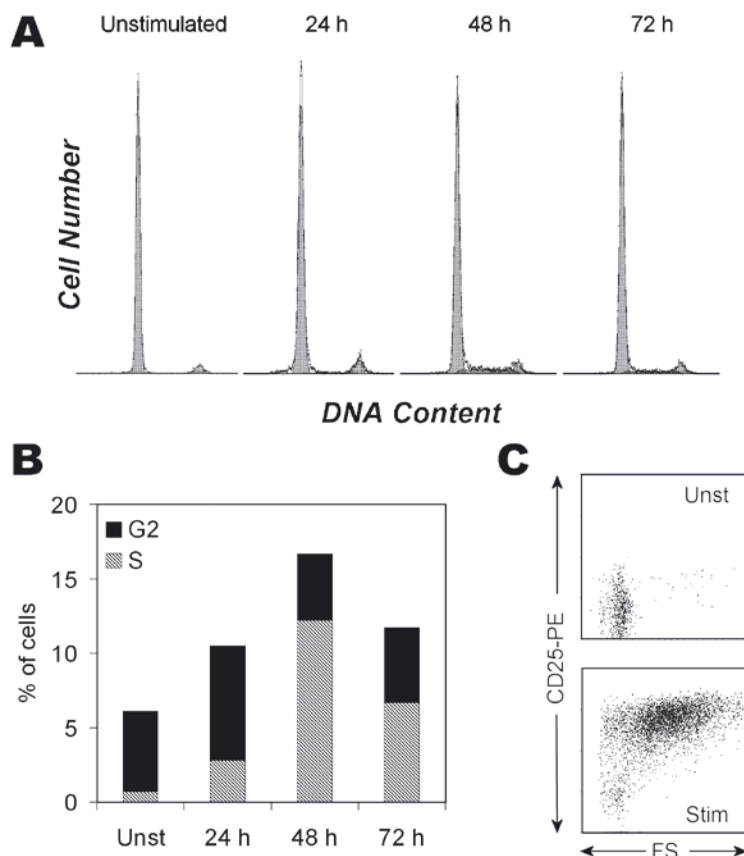 A
Unstimulated 24 h 48 h 72 h
Cell Number
DNA Content
B
20
15
10
5
0
% of cells
G2
S
Unst 24 h 48 h 72 h
C
Unst
CD25-PE
Stim
FS